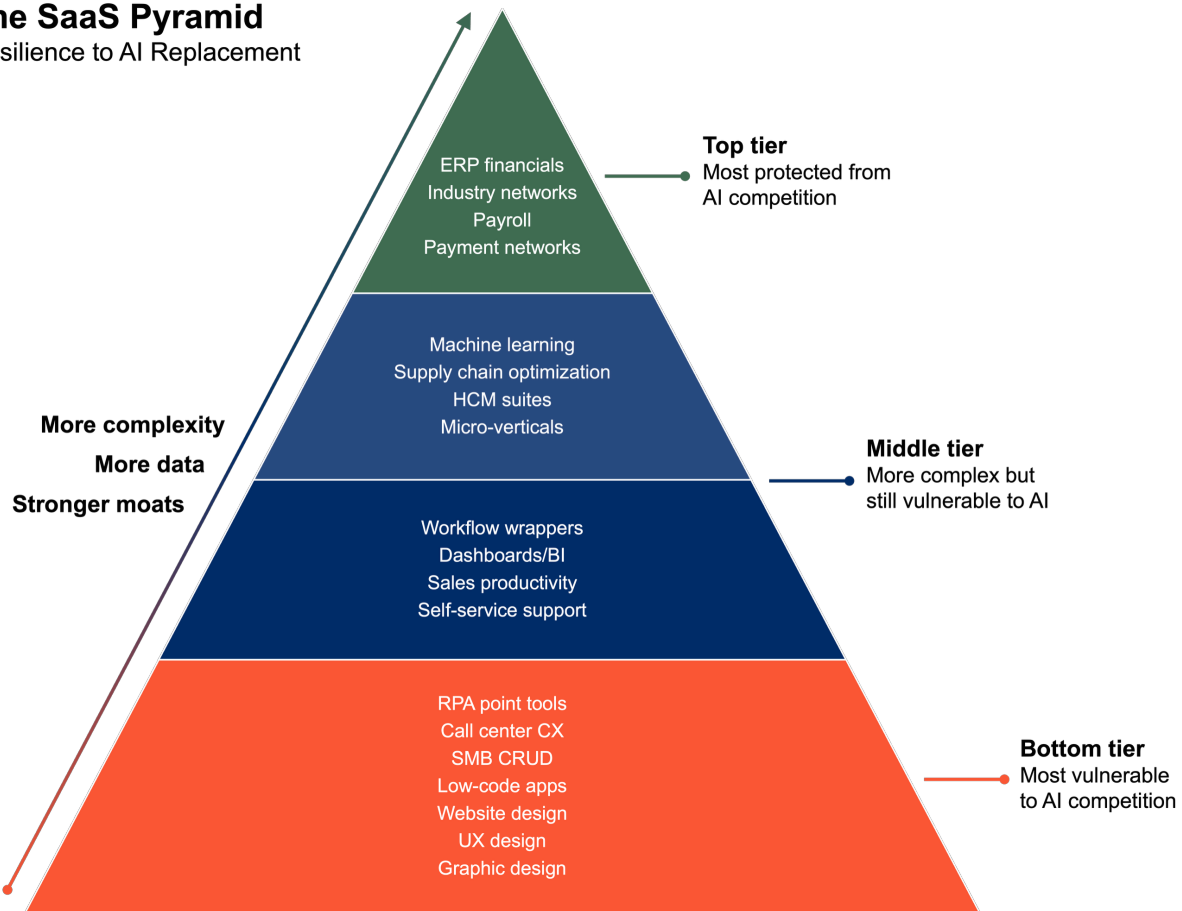 ne SaaS Pyramid
silience to AI Replacement
ERP financials
Industry networks
Payroll
Payment networks
Top tier
Most protected from
AI competition
Machine learning
Supply chain optimization
HCM suites
Micro-verticals
More complexity
More data
Stronger moats
Middle tier
More complex but
still vulnerable to AI
Workflow wrappers
Dashboards/BI
Sales productivity
Self-service support
RPA point tools
Call center CX
SMB CRUD
Low-code apps
Website design
UX design
Graphic design
Bottom tier
Most vulnerable
to AI competition